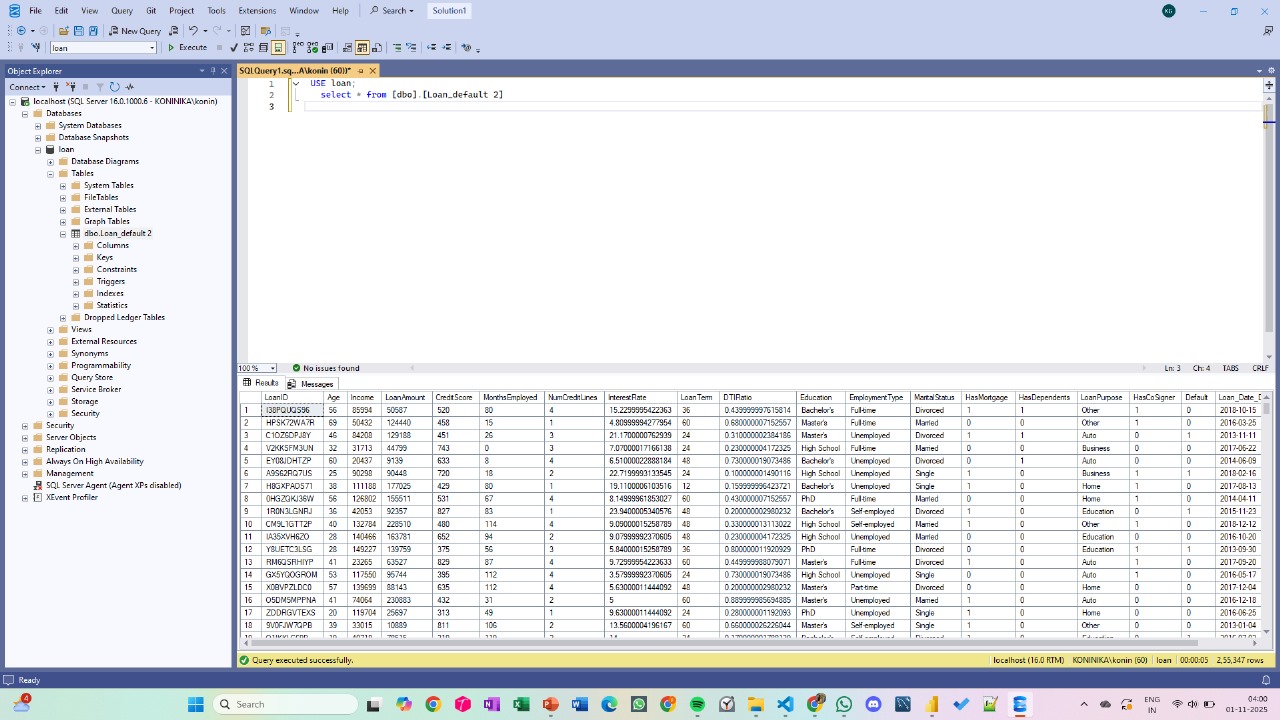 File Edit View Query Git Project Tools Extensions Window Help Search Solution1 KG
New Query
loan Execute
Object Explorer
Connect
localhost (SQL Server 16.0.1000.6 - KONINIKA\konin)
Databases
System Databases
Database Snapshots
loan
Database Diagrams
Tables
System Tables
FileTables
External Tables
Graph Tables
dbo.Loan_default 2
Columns
Keys
Constraints
Triggers
Indexes
Statistics
Dropped Ledger Tables
Views
External Resources
Synonyms
Programmability
Query Store
Service Broker
Storage
Security
Security
Server Objects
Replication
Always On High Availability
Management
SQL Server Agent (Agent XPs disabled)
XEvent Profiler
SQLQuery1.sq...A\konin (60))*
1 USE loan;
2 select * from [dbo].[Loan_default 2]
3
100 % No issues found Ln: 3 Ch: 4 TABS CRLF
Results Messages
LoanID Age Income LoanAmount CreditScore MonthsEmployed NumCreditLines InterestRate LoanTerm DTIRatio Education EmploymentType MaritalStatus HasMortgage HasDependents LoanPurpose HasCoSigner Default Loan_Date_D
1 I38PQUQS96 56 85994 50587 520 80 4 15.2299995422363 36 0.439999997615814 Bachelor's Full-time Divorced 1 1 Other 1 0 2018-10-15
2 HPSK72WA7R 69 50432 124440 458 15 1 4.80999994277954 60 0.680000007152557 Master's Full-time Married 0 0 Other 1 0 2016-03-25
3 C1OZ6DPJ8Y 46 84208 129188 451 26 3 21.1700000762939 24 0.310000002384186 Master's Unemployed Divorced 1 1 Auto 0 1 2013-11-11
4 V2KKSFM3UN 32 31713 44799 743 0 3 7.07000017166138 24 0.230000004172325 High School Full-time Married 0 0 Business 0 0 2017-06-22
5 EY08JDHTZP 60 20437 9139 633 8 4 6.51000022888184 48 0.730000019073486 Bachelor's Unemployed Divorced 0 1 Auto 0 0 2014-06-09
6 A9S62RQ7US 25 90298 90448 720 18 2 22.7199993133545 24 0.100000001490116 High School Unemployed Single 1 0 Business 1 1 2018-02-16
7 H8GXPAOS71 38 111188 177025 429 80 1 19.1100006103516 12 0.159999996423721 Bachelor's Unemployed Single 1 0 Home 1 0 2017-08-13
8 0HGZQKJ36W 56 126802 155511 531 67 4 8.14999961853027 60 0.430000007152557 PhD Full-time Married 0 0 Home 1 0 2014-04-11
9 1R0N3LGNRJ 36 42053 92357 827 83 1 23.9400005340576 48 0.200000002980232 Bachelor's Self-employed Divorced 1 0 Education 1 0 2015-11-23
10 CM9L1GTT2P 40 132784 228510 480 114 4 9.09000015258789 48 0.330000013113022 High School Self-employed Married 1 0 Other 1 0 2018-12-12
11 IA35XVH6ZO 28 140466 163781 652 94 2 9.07999992370605 48 0.230000004172325 High School Unemployed Married 0 0 Education 0 0 2016-10-20
12 Y8UETC3LSG 28 149227 139759 375 56 3 5.84000015258789 36 0.800000011920929 PhD Full-time Divorced 0 0 Education 1 1 2013-09-30
13 RM6QSRHIYP 41 23265 63527 829 87 4 9.72999954223633 60 0.449999988079071 Master's Full-time Divorced 1 0 Auto 1 0 2017-09-20
14 GX5YQOGROM 53 117550 95744 395 112 4 3.57999992370605 24 0.730000019073486 High School Unemployed Single 0 0 Auto 1 0 2016-05-17
15 X0BVPZLDC0 57 139699 88143 635 112 4 5.63000011444092 48 0.200000002980232 Master's Part-time Divorced 1 0 Home 0 0 2017-12-04
16 O5DM5MPPNA 41 74064 230883 432 31 2 5 60 0.889999985694885 Master's Unemployed Married 0 1 Auto 0 0 2016-12-18
17 ZDDRGVTEXS 20 119704 25697 313 49 1 9.63000011444092 24 0.280000001192093 PhD Unemployed Single 1 0 Home 0 0 2016-06-25
18 9V0FJW7QPB 39 33015 10889 811 106 2 13.5600004196167 60 0.660000026226044 Master's Self-employed Single 1 0 Other 1 0 2018-01-04
Query executed successfully. localhost (16.0 RTM) KONINIKA\konin (60) loan 00:00:05 2,55,347 rows
Ready
4 Search ENG IN 04:00 01-11-2025